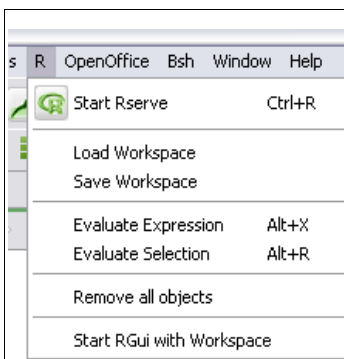 s R OpenOffice Bsh Window Help
Start Rserve Ctrl+R
Load Workspace
Save Workspace
Evaluate Expression Alt+X
Evaluate Selection Alt+R
Remove all objects
Start RGui with Workspace